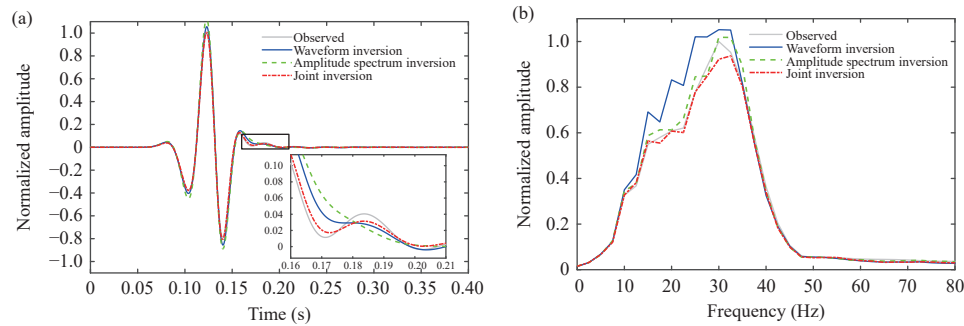 (a)
Normalized amplitude
1.0
0.8
0.6
0.4
0.2
0
-0.2
-0.4
-0.6
-0.8
-1.0
Observed
Waveform inversion
Amplitude spectrum inversion
Joint inversion
0.10
0.08
0.06
0.04
0.02
0
0.16 0.17 0.18 0.19 0.20 0.21
0 0.05 0.10 0.15 0.20 0.25 0.30 0.35 0.40
Time (s)
(b)
Normalized amplitude
1.0
0.8
0.6
0.4
0.2
0
Observed
Waveform inversion
Amplitude spectrum inversion
Joint inversion
0 10 20 30 40 50 60 70 80
Frequency (Hz)